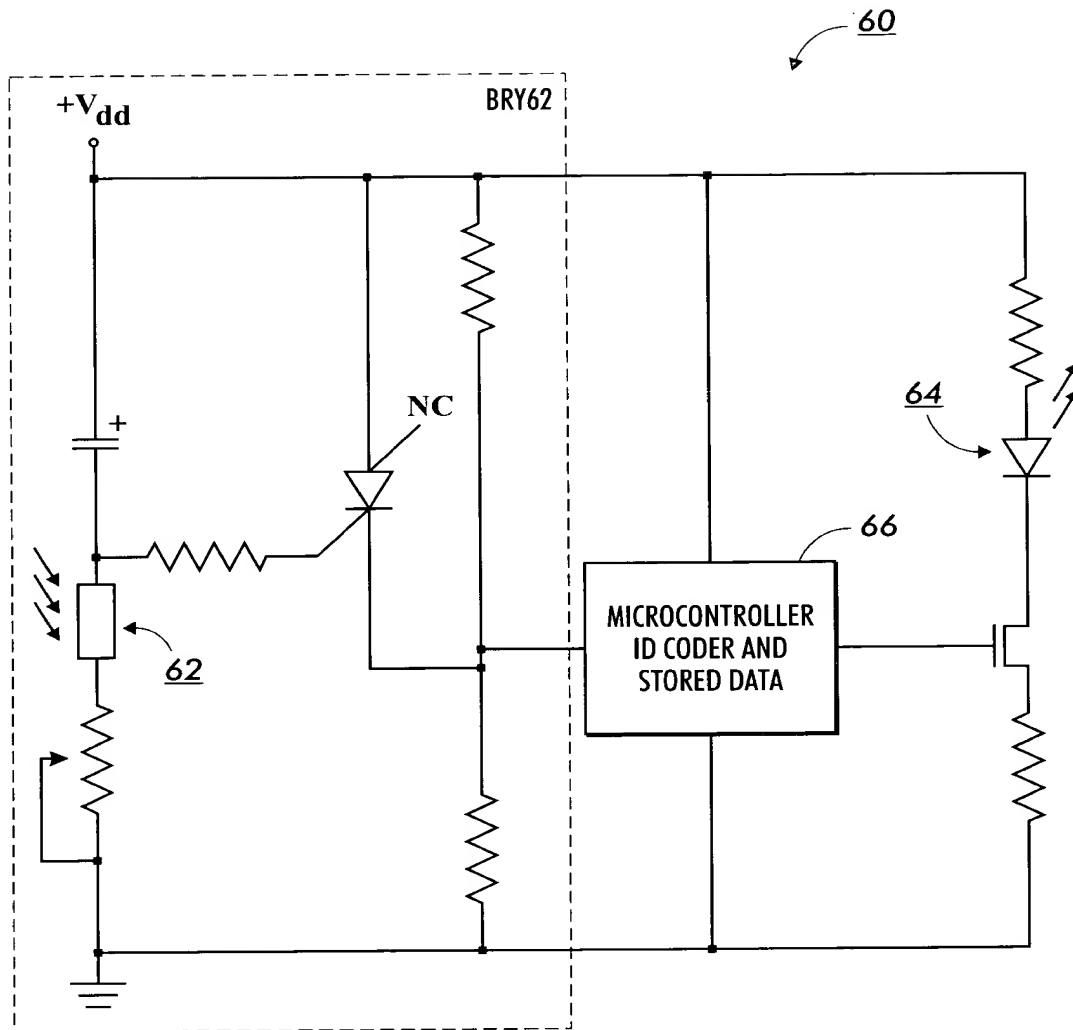 60
BRY62
+Vdd
+
NC
64
66
MICROCONTROLLER
ID CODER AND
STORED DATA
62